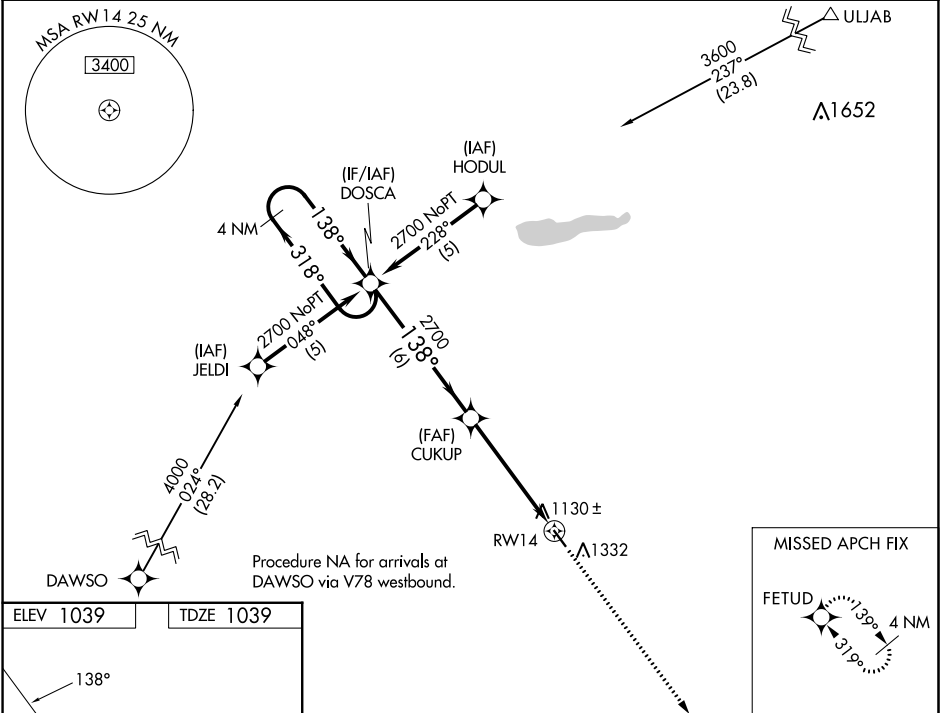 MSA RW14 25 NM
3400
ULJAB
3600
237°
(23.8)
1652
(IAF)
HODUL
(IF/IAF)
DOSCA
4 NM
138°
318°
2700 NoPT
228°
(5)
2700 NoPT
048°
(5)
(IAF)
JELDI
2700
138°
(6)
(FAF)
CUKUP
4000
024°
(28.2)
DAWSO
1130 ±
RW14
1332
Procedure NA for arrivals at
DAWSO via V78 westbound.
MISSED APCH FIX
FETUD
139°
4 NM
319°
ELEV 1039
TDZE 1039
138°